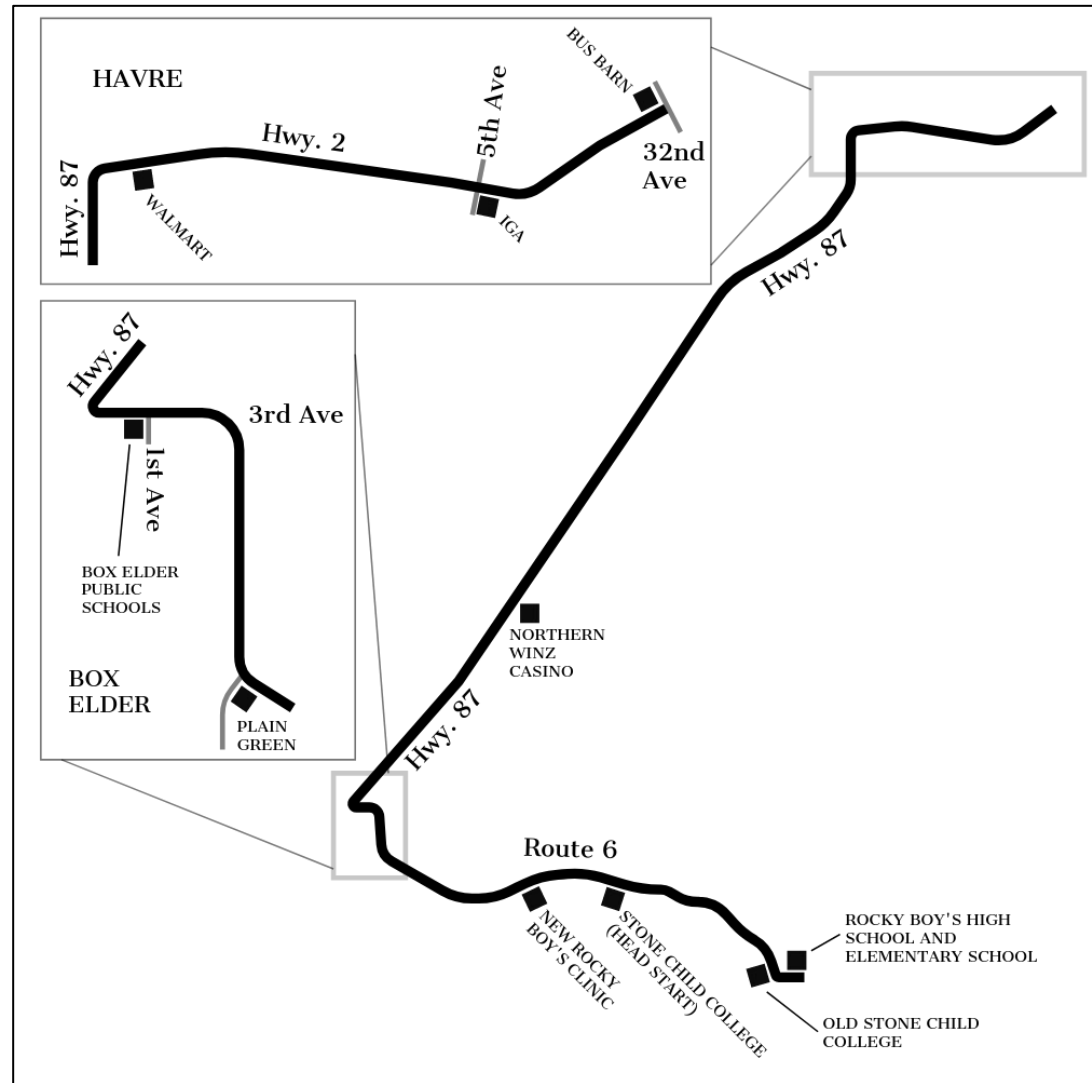 HAVRE
BUS BARN
5th Ave
Hwy. 2
32nd
Ave
Hwy. 87
WALMART
IGA
Hwy. 87
Hwy. 87
3rd Ave
1st Ave
BOX ELDER
PUBLIC
SCHOOLS
BOX
ELDER
PLAIN
GREEN
NORTHERN
WINZ
CASINO
Hwy. 87
Route 6
NEW ROCKY
BOY'S CLINIC
STONE CHILD COLLEGE
(HEAD START)
ROCKY BOY'S HIGH
SCHOOL AND
ELEMENTARY SCHOOL
OLD STONE CHILD
COLLEGE